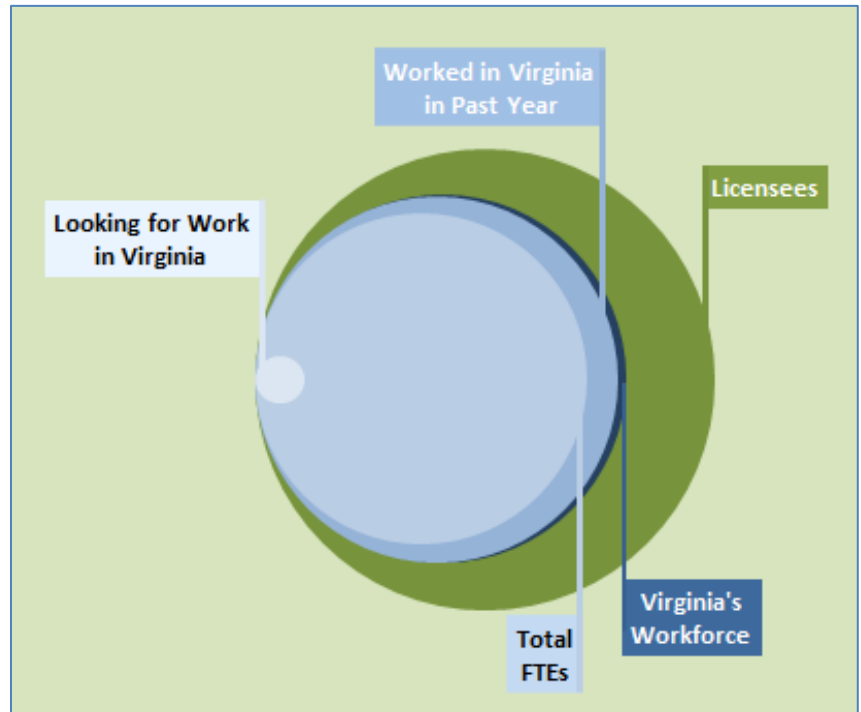 Worked in Virginia
in Past Year
Licensees
Looking for Work
in Virginia
Virginia's
Workforce
Total
FTEs